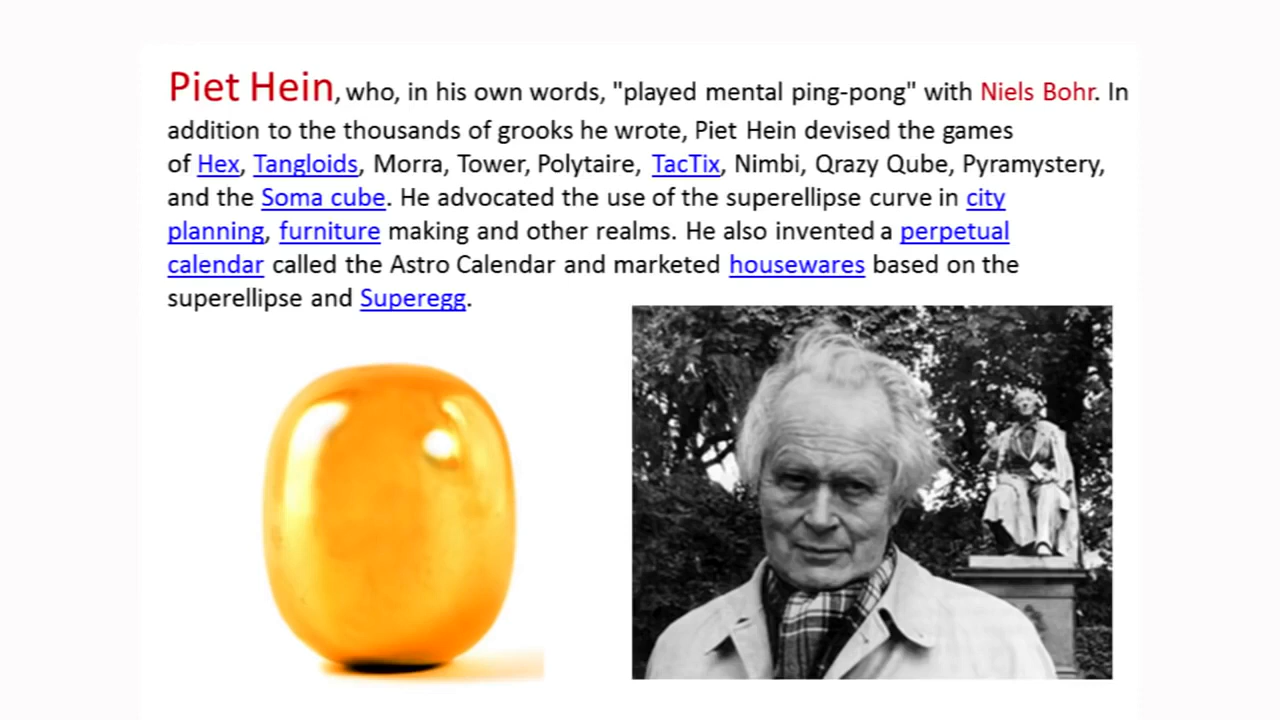 Piet Hein, who, in his own words, "played mental ping-pong" with Niels Bohr. In
addition to the thousands of grooks he wrote, Piet Hein devised the games
of Hex, Tangloids, Morra, Tower, Polytaire, TacTix, Nimbi, Qrazy Qube, Pyramystery,
and the Soma cube. He advocated the use of the superellipse curve in city
planning, furniture making and other realms. He also invented a perpetual
calendar called the Astro Calendar and marketed housewares based on the
superellipse and Superegg.